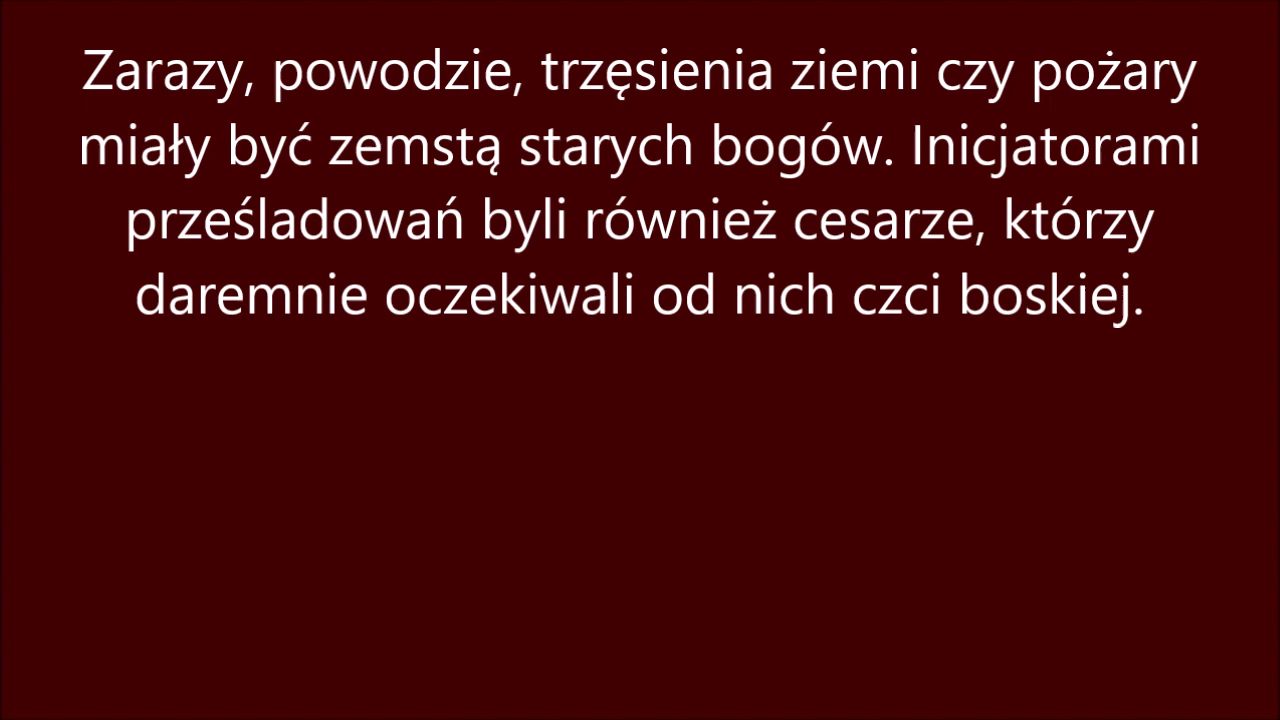 Zarazy, powodzie, trzęsienia ziemi czy pożary
miały być zemstą starych bogów. Inicjatorami
prześladowań byli również cesarze, którzy
daremnie oczekiwali od nich czci boskiej.